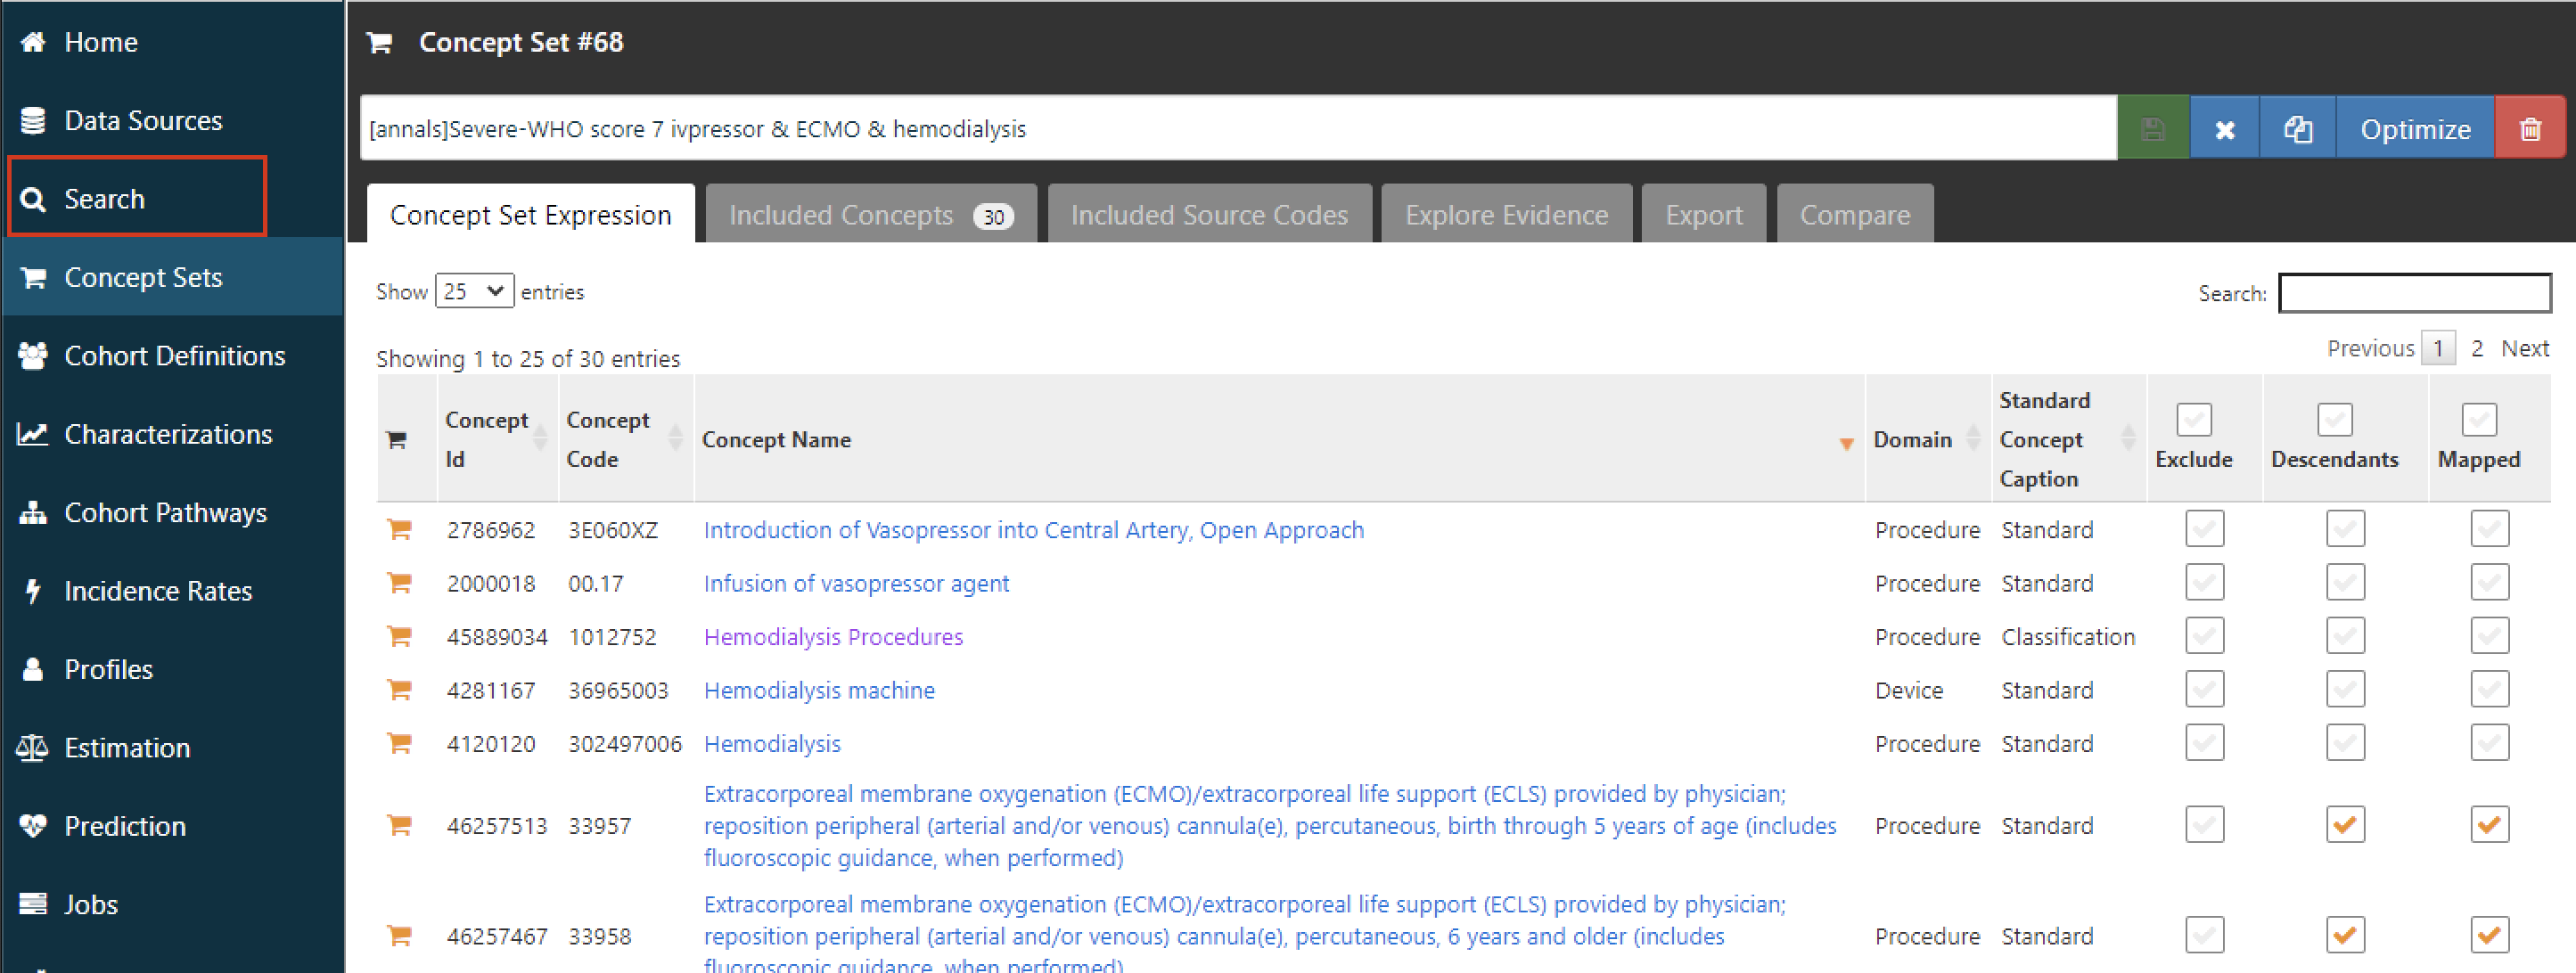 Home
Data Sources
Search
Concept Sets
Cohort Definitions
Characterizations
Cohort Pathways
Incidence Rates
Profiles
Estimation
Prediction
Jobs
Concept Set #68
[annals]Severe-WHO score 7 ivpressor & ECMO & hemodialysis
Optimize
Concept Set Expression Included Concepts 30 Included Source Codes Explore Evidence Export Compare
Show 25 entries
Search:
Showing 1 to 25 of 30 entries
Previous 1 2 Next
Concept Id Concept Code Concept Name Domain Standard Concept Caption Exclude Descendants Mapped
2786962 3E060XZ Introduction of Vasopressor into Central Artery, Open Approach Procedure Standard
2000018 00.17 Infusion of vasopressor agent Procedure Standard
45889034 1012752 Hemodialysis Procedures Procedure Classification
4281167 36965003 Hemodialysis machine Device Standard
4120120 302497006 Hemodialysis Procedure Standard
Extracorporeal membrane oxygenation (ECMO)/extracorporeal life support (ECLS) provided by physician;
46257513 33957 reposition peripheral (arterial and/or venous) cannula(e), percutaneous, birth through 5 years of age (includes Procedure Standard
fluoroscopic guidance, when performed)
Extracorporeal membrane oxygenation (ECMO)/extracorporeal life support (ECLS) provided by physician;
46257467 33958 reposition peripheral (arterial and/or venous) cannula(e), percutaneous, 6 years and older (includes Procedure Standard
fluoroscopic guidance, when performed)